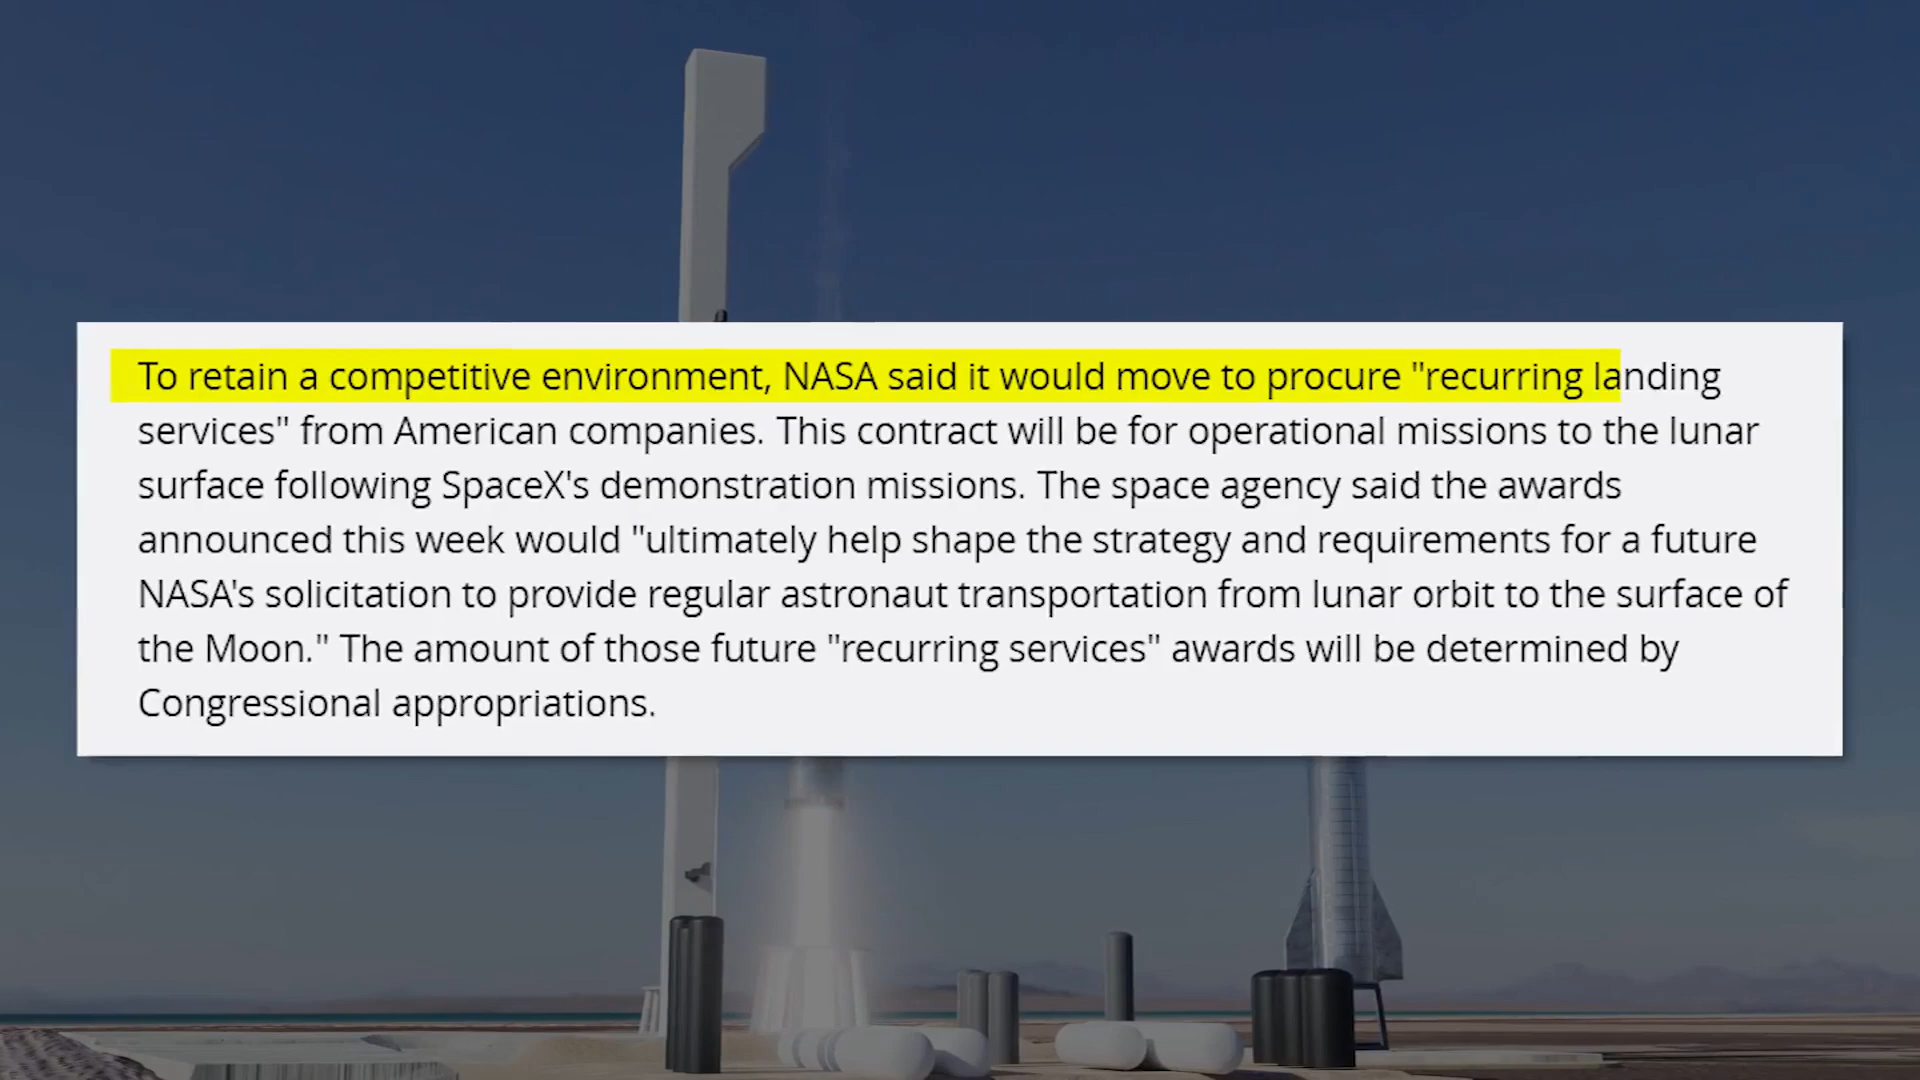 To retain a competitive environment, NASA said it would move to procure "recurring landing
services" from American companies. This contract will be for operational missions to the lunar
surface following SpaceX's demonstration missions. The space agency said the awards
announced this week would "ultimately help shape the strategy and requirements for a future
NASA's solicitation to provide regular astronaut transportation from lunar orbit to the surface of
the Moon." The amount of those future "recurring services" awards will be determined by
Congressional appropriations.